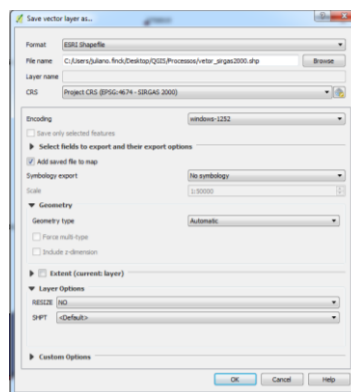 Save vector layer as...
Format ESRI Shapefile
File name C:/Users/juliano.finck/Desktop/QGIS/Processos/vetor_sirgas2000.shp Browse
Layer name
CRS Project CRS (EPSG:4674 - SIRGAS 2000)
Encoding windows-1252
Save only selected features
Select fields to export and their export options
Add saved file to map
Symbology export No symbology
Scale 1:50000
Geometry
Geometry type Automatic
Force multi-type
Include z-dimension
Extent (current: layer)
Layer Options
RESIZE NO
SHPT <Default>
Custom Options
OK Cancel Help